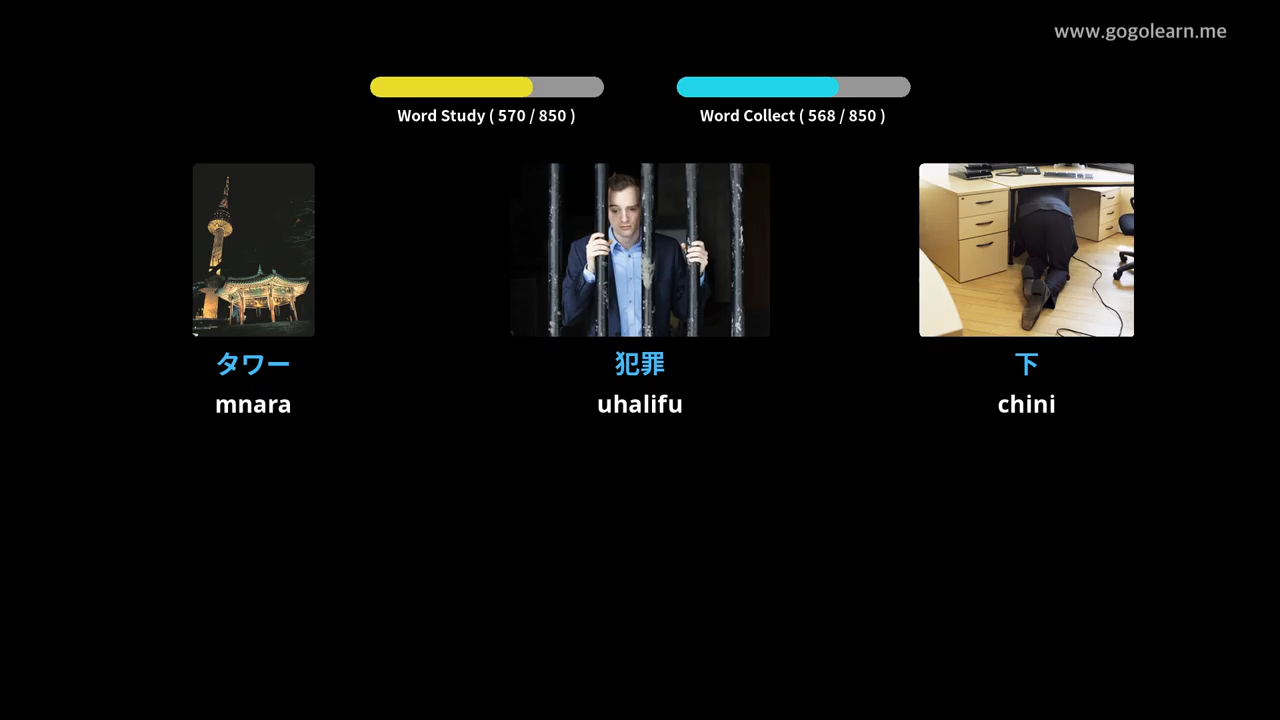 www.gogolearn.me
Word Study ( 570 / 850 )
Word Collect ( 568 / 850 )
タワー
mnara
犯罪
uhalifu
下
chini